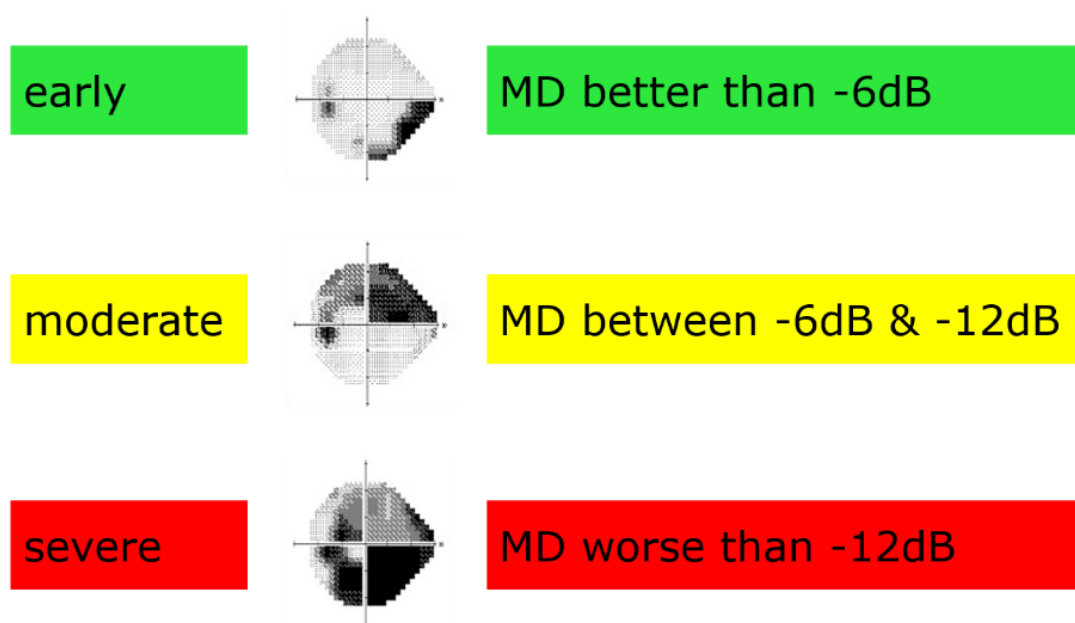 early
MD better than -6dB
moderate
MD between -6dB & -12dB
severe
MD worse than -12dB